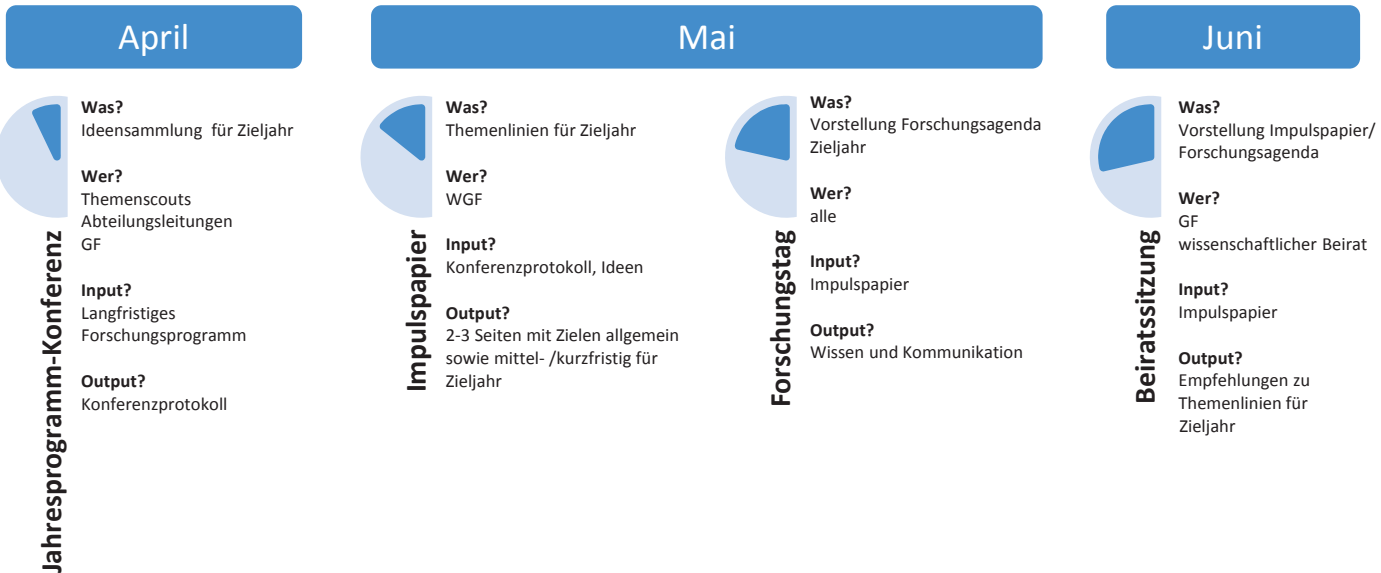 April
Jahresprogramm-Konferenz
Was?
Ideensammlung für Zieljahr
Wer?
Themenscouts
Abteilungsleitungen
GF
Input?
Langfristiges
Forschungsprogramm
Output?
Konferenzprotokoll
Mai
Impulspapier
Was?
Themenlinien für Zieljahr
Wer?
WGF
Input?
Konferenzprotokoll, Ideen
Output?
2-3 Seiten mit Zielen allgemein
sowie mittel- /kurzfristig für
Zieljahr
Forschungstag
Was?
Vorstellung Forschungsagenda
Zieljahr
Wer?
alle
Input?
Impulspapier
Output?
Wissen und Kommunikation
Juni
Beiratssitzung
Was?
Vorstellung Impulspapier/
Forschungsagenda
Wer?
GF
wissenschaftlicher Beirat
Input?
Impulspapier
Output?
Empfehlungen zu
Themenlinien für
Zieljahr